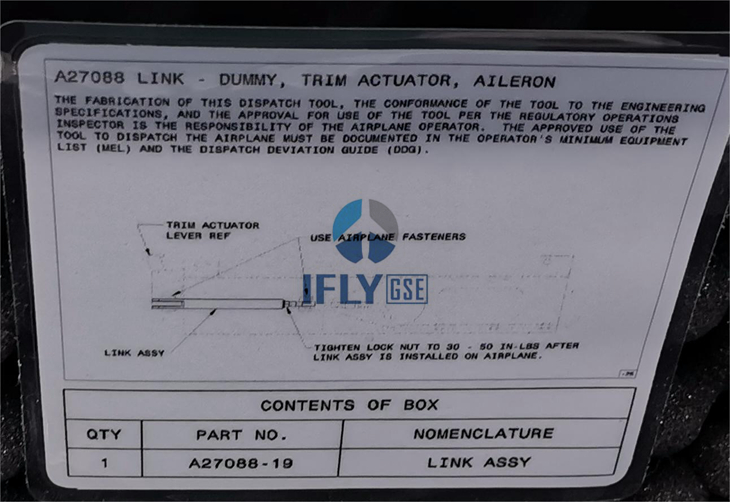 A27088 LINK - DUMMY, TRIM ACTUATOR, AILERON
THE FABRICATION OF THIS DISPATCH TOOL, THE CONFORMANCE OF THE TOOL TO THE ENGINEERING
SPECIFICATIONS, AND THE APPROVAL FOR USE OF THE TOOL PER THE REGULATORY OPERATIONS
INSPECTOR IS THE RESPONSIBILITY OF THE AIRPLANE OPERATOR. THE APPROVED USE OF THE
TOOL TO DISPATCH THE AIRPLANE MUST BE DOCUMENTED IN THE OPERATOR'S MINIMUM EQUIPMENT
LIST (MEL) AND THE DISPATCH DEVIATION GUIDE (DDG).
TRIM ACTUATOR
LEVER REF
USE AIRPLANE FASTENERS
IFLY GSE
LINK ASSY
TIGHTEN LOCK NUT TO 30 - 50 IN-LBS AFTER
LINK ASSY IS INSTALLED ON AIRPLANE.
CONTENTS OF BOX
QTY PART NO. NOMENCLATURE
1 A27088-19 LINK ASSY